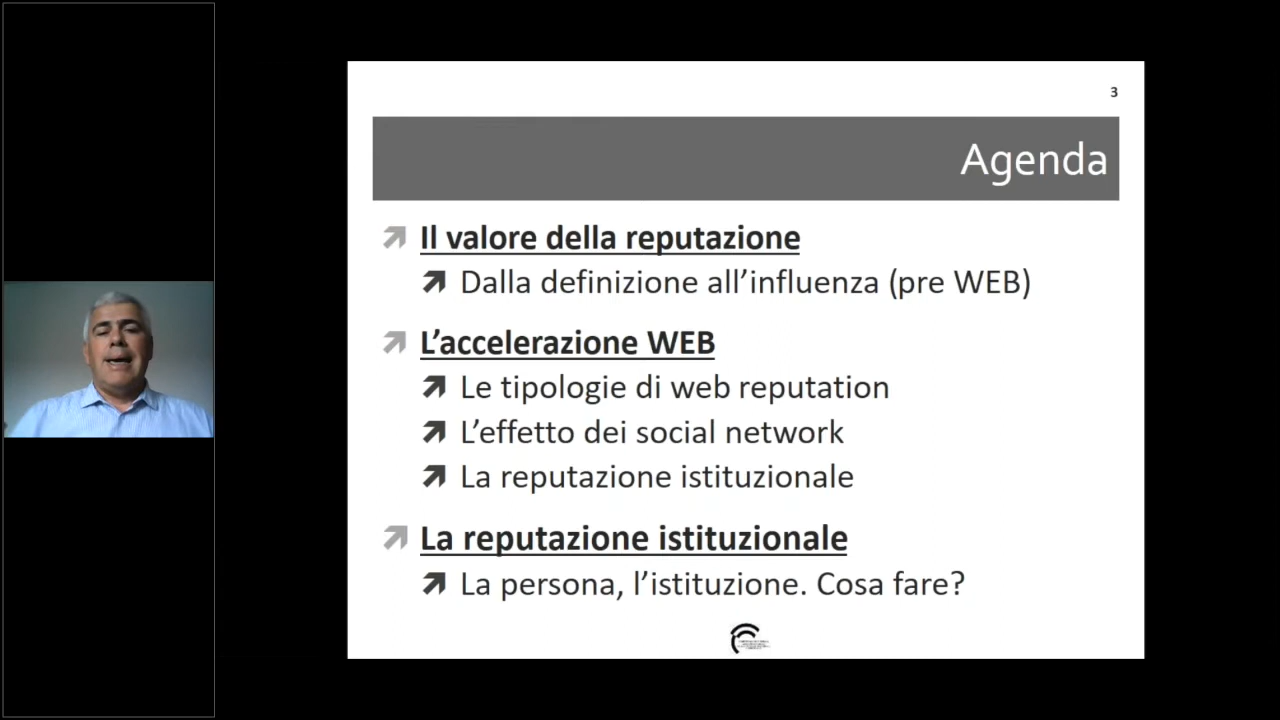 3
Agenda
Il valore della reputazione
Dalla definizione all’influenza (pre WEB)
L’accelerazione WEB
Le tipologie di web reputation
L’effetto dei social network
La reputazione istituzionale
La reputazione istituzionale
La persona, l’istituzione. Cosa fare?